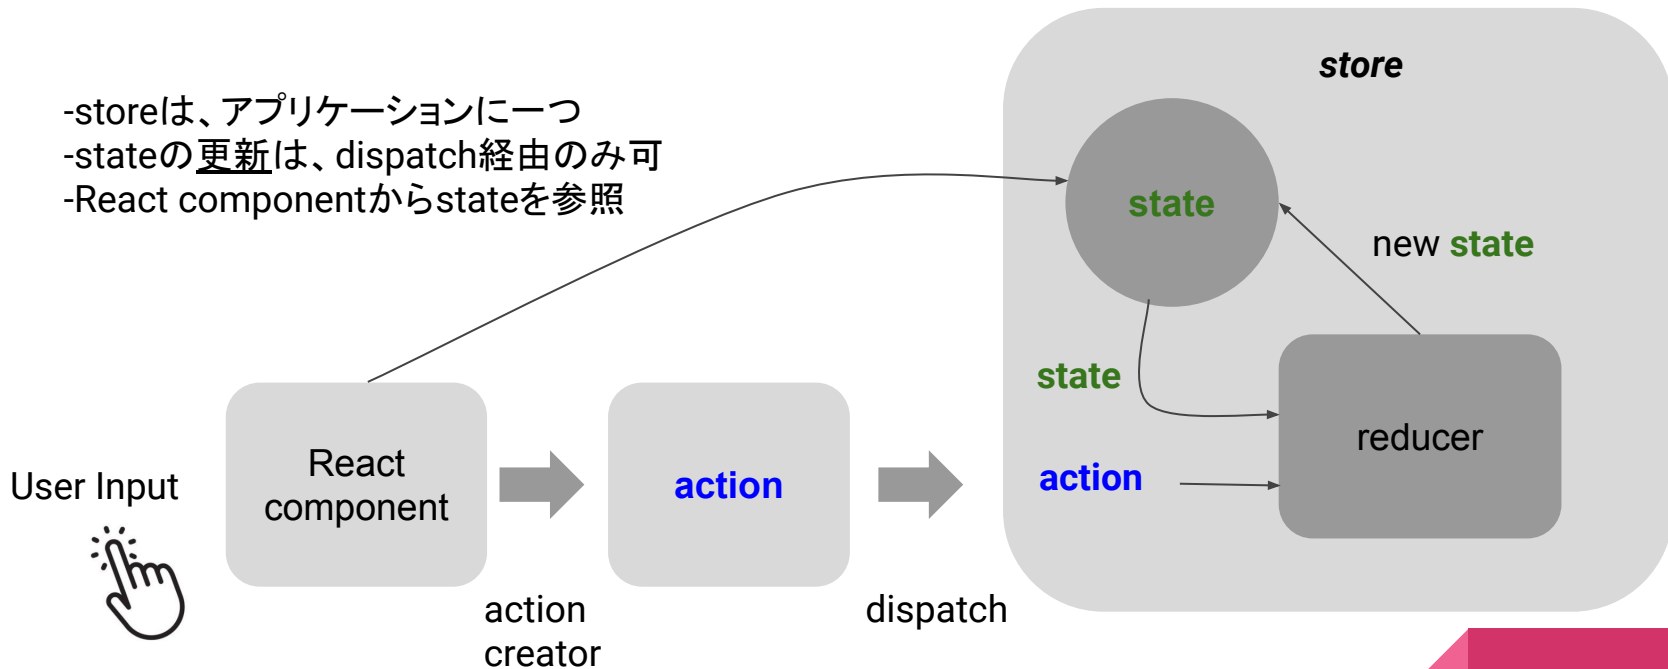 -storeは、アプリケーションに一つ
-stateの更新は、dispatch経由のみ可
-React componentからstateを参照
store
state
new state
state
action
reducer
User Input
React
component
action
creator
action
dispatch